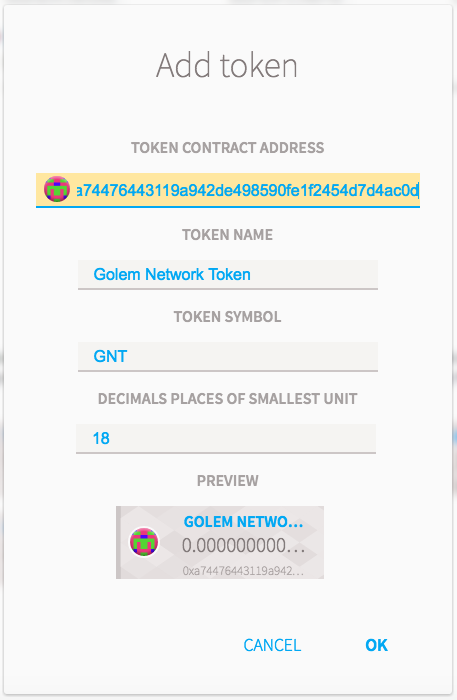 Add token
TOKEN CONTRACT ADDRESS
a74476443119a942de498590fe1f2454d7d4ac0d
TOKEN NAME
Golem Network Token
TOKEN SYMBOL
GNT
DECIMALS PLACES OF SMALLEST UNIT
18
PREVIEW
GOLEM NETWO...
0.000000000...
0xa74476443119a942...
CANCEL OK